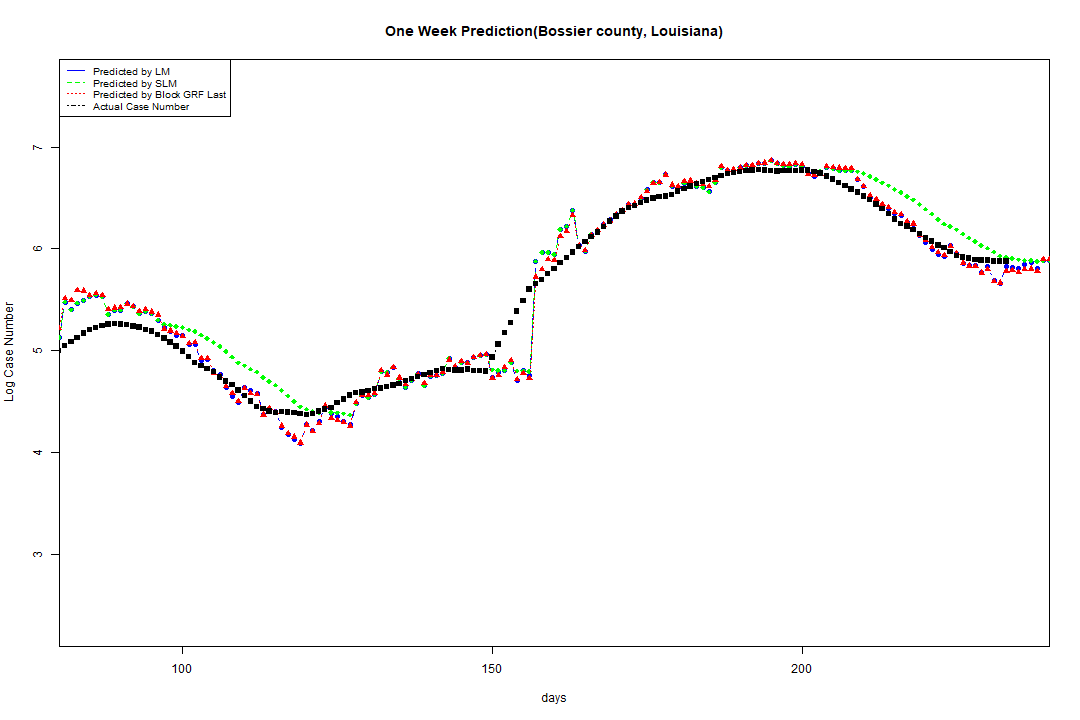 One Week Prediction(Bossier county, Louisiana)
Predicted by LM
Predicted by SLM
Predicted by Block GRF Last
Actual Case Number
7
6
5
4
3
Log Case Number
100 150 200
days